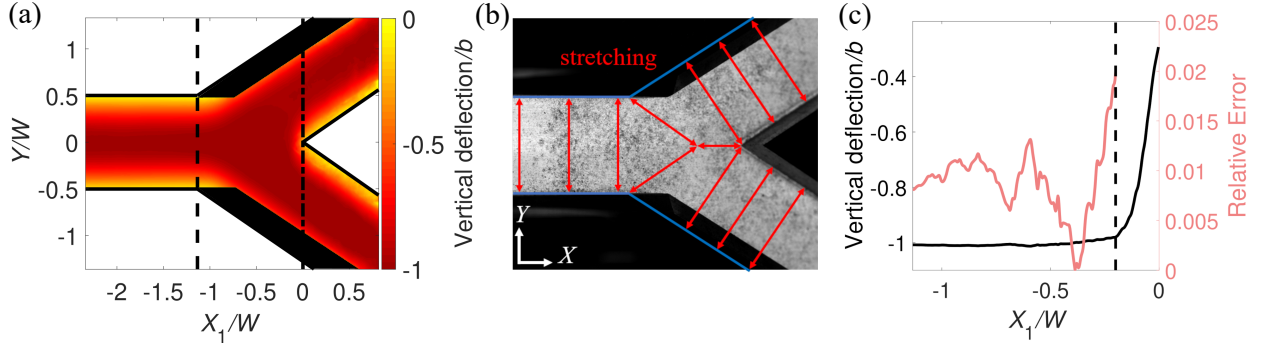 (a)
Y/W
1
0.5
0
-0.5
-1
-2
-1.5
-1
-0.5
0
0.5
X₁/W
0
-0.5
-1
Vertical deflection/b
(b)
stretching
Y
X
(c)
Vertical deflection/b
-0.4
-0.6
-0.8
-1
-1
-0.5
0
X₁/W
0.025
0.02
0.015
0.01
0.005
0
Relative Error